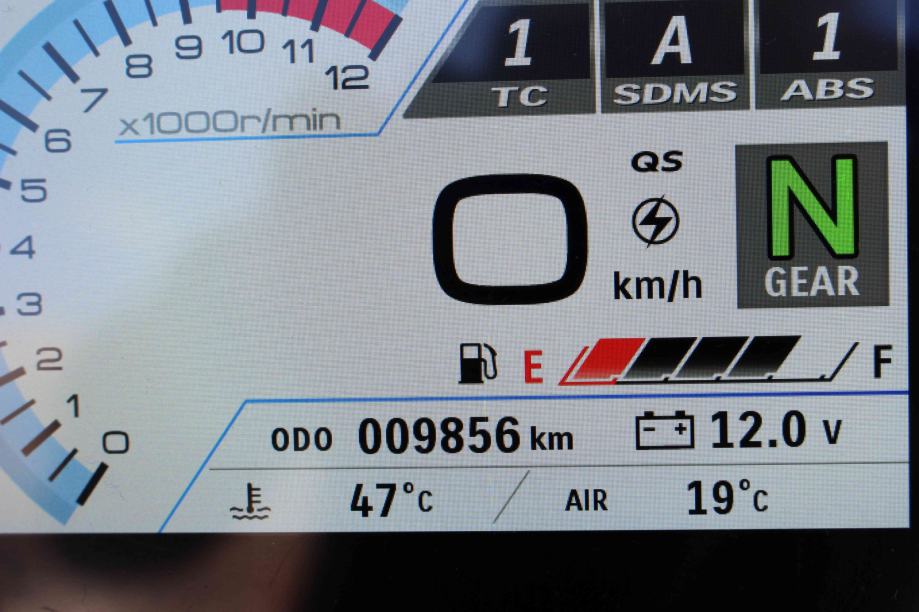 1 A 1
TC SDMS ABS
12
11
10
9
8
7
6
5
4
3
2
1
0
x1000r/min
QS
0
km/h
N
GEAR
E F
ODO 009856 km - + 12.0 V
47°C AIR 19°C